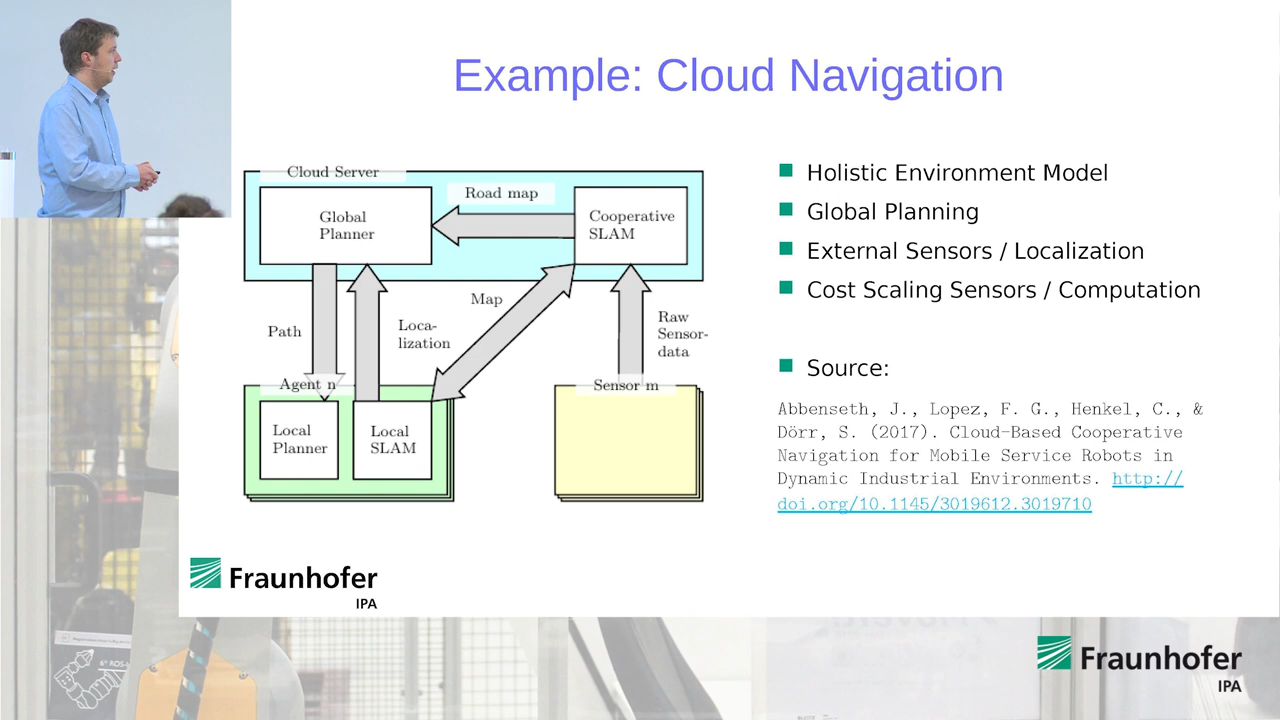 Example: Cloud Navigation
Cloud Server
Global
Planner
Road map
Cooperative
SLAM
Path
Loca-
lization
Map
Raw
Sensor-
data
Agent n
Local
Planner
Local
SLAM
Sensor m
Holistic Environment Model
Global Planning
External Sensors / Localization
Cost Scaling Sensors / Computation
Source:
Abbenseth, J., Lopez, F. G., Henkel, C., &
Dörr, S. (2017). Cloud-Based Cooperative
Navigation for Mobile Service Robots in
Dynamic Industrial Environments. http://
doi.org/10.1145/3019612.3019710
Fraunhofer
IPA
Fraunhofer
IPA